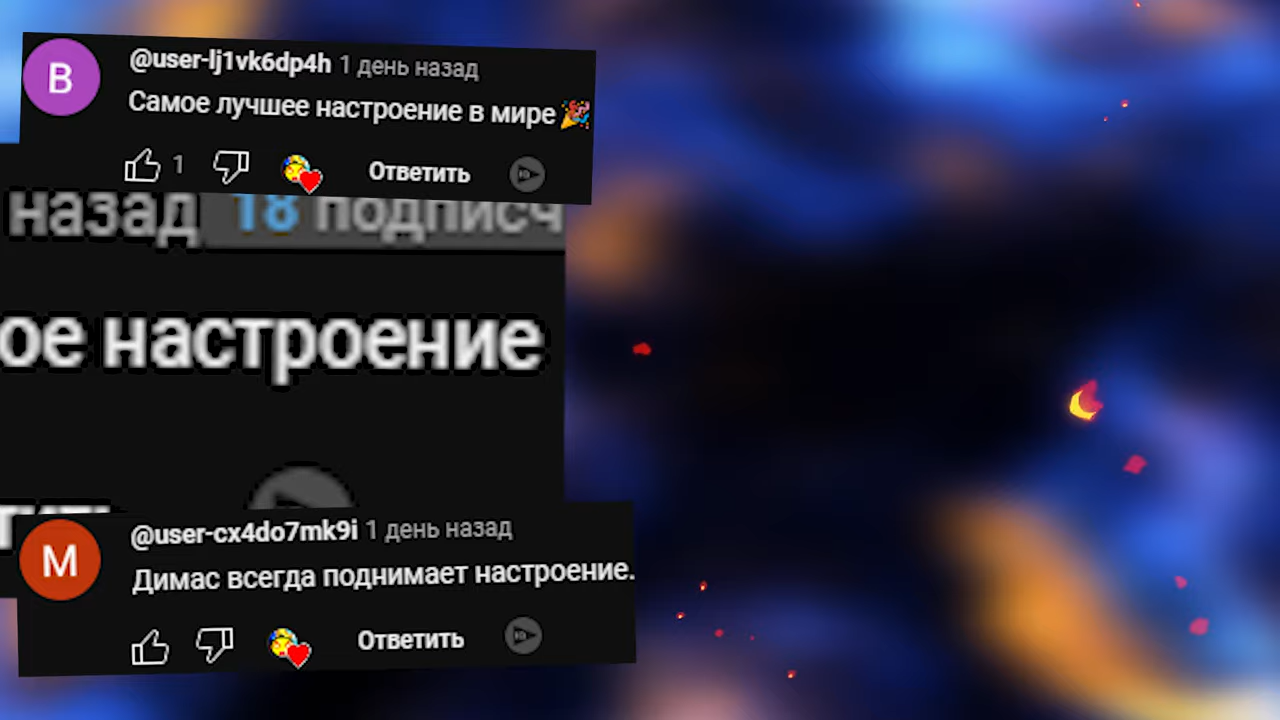 B
@user-lj1vk6dp4h 1 день назад
Самое лучшее настроение в мире
1
Ответить
назад 18 подписч
ое настроение
M
@user-cx4do7mk9i 1 день назад
Димас всегда поднимает настроение.
Ответить